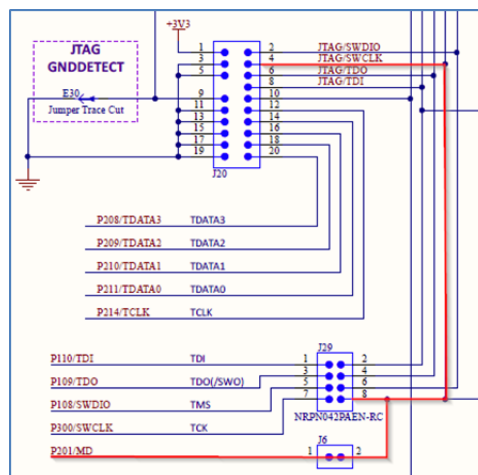 +3V3
JTAG
GNDDETECT
E30
Jumper Trace Cut
1 2 JTAG/SWDIO
3 4 JTAG/SWCLK
5 6 JTAG/TDO
8 JTAG/TDI
9 10
11 12
13 14
15 16
17 18
19 20
J20
P208/TDATA3 TDATA3
P209/TDATA2 TDATA2
P210/TDATA1 TDATA1
P211/TDATA0 TDATA0
P214/TCLK TCLK
J29
P110/TDI TDI 1 2
P109/TDO TDO(/SWO) 3 4
P108/SWDIO TMS 5 6
P300/SWCLK TCK 7 8
NRPN042PAEN-RC
P201/MD
J6
1 2